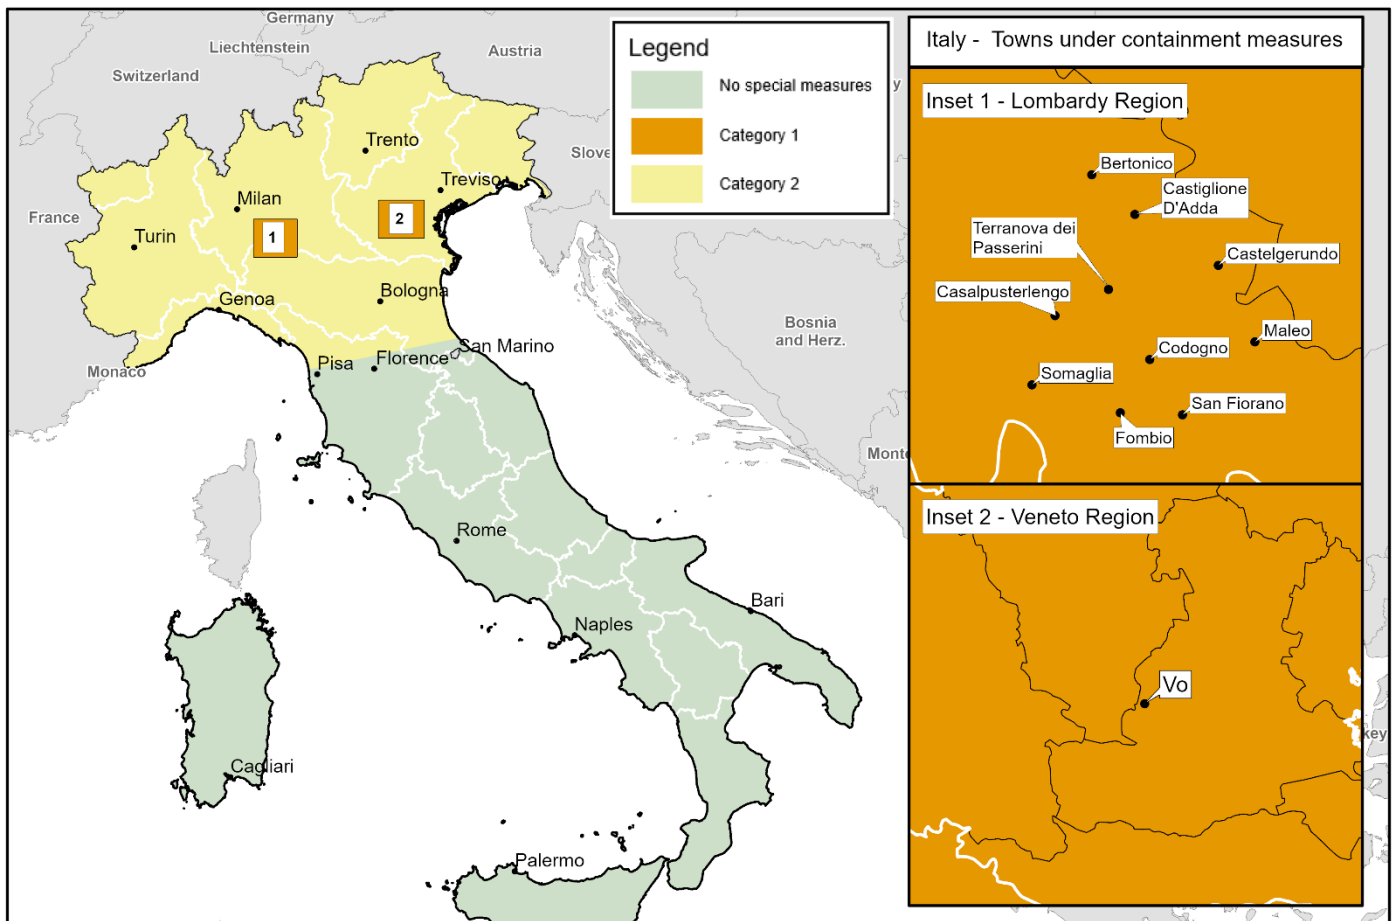 Germany
Liechtenstein
Austria
Switzerland
Slove
France
Monaco
Bosnia
and Herz.
Monte
y
key
Trento
Treviso
Milan
Turin
1
2
Genoa
Bologna
San Marino
Pisa
Florence
Rome
Bari
Naples
Cagliari
Palermo
Legend
No special measures
Category 1
Category 2
Italy - Towns under containment measures
Inset 1 - Lombardy Region
Bertonico
Castiglione
D'Adda
Terranova dei
Passerini
Castelgerundo
Casalpusterlengo
Maleo
Codogno
Somaglia
San Fiorano
Fombio
Inset 2 - Veneto Region
Vo